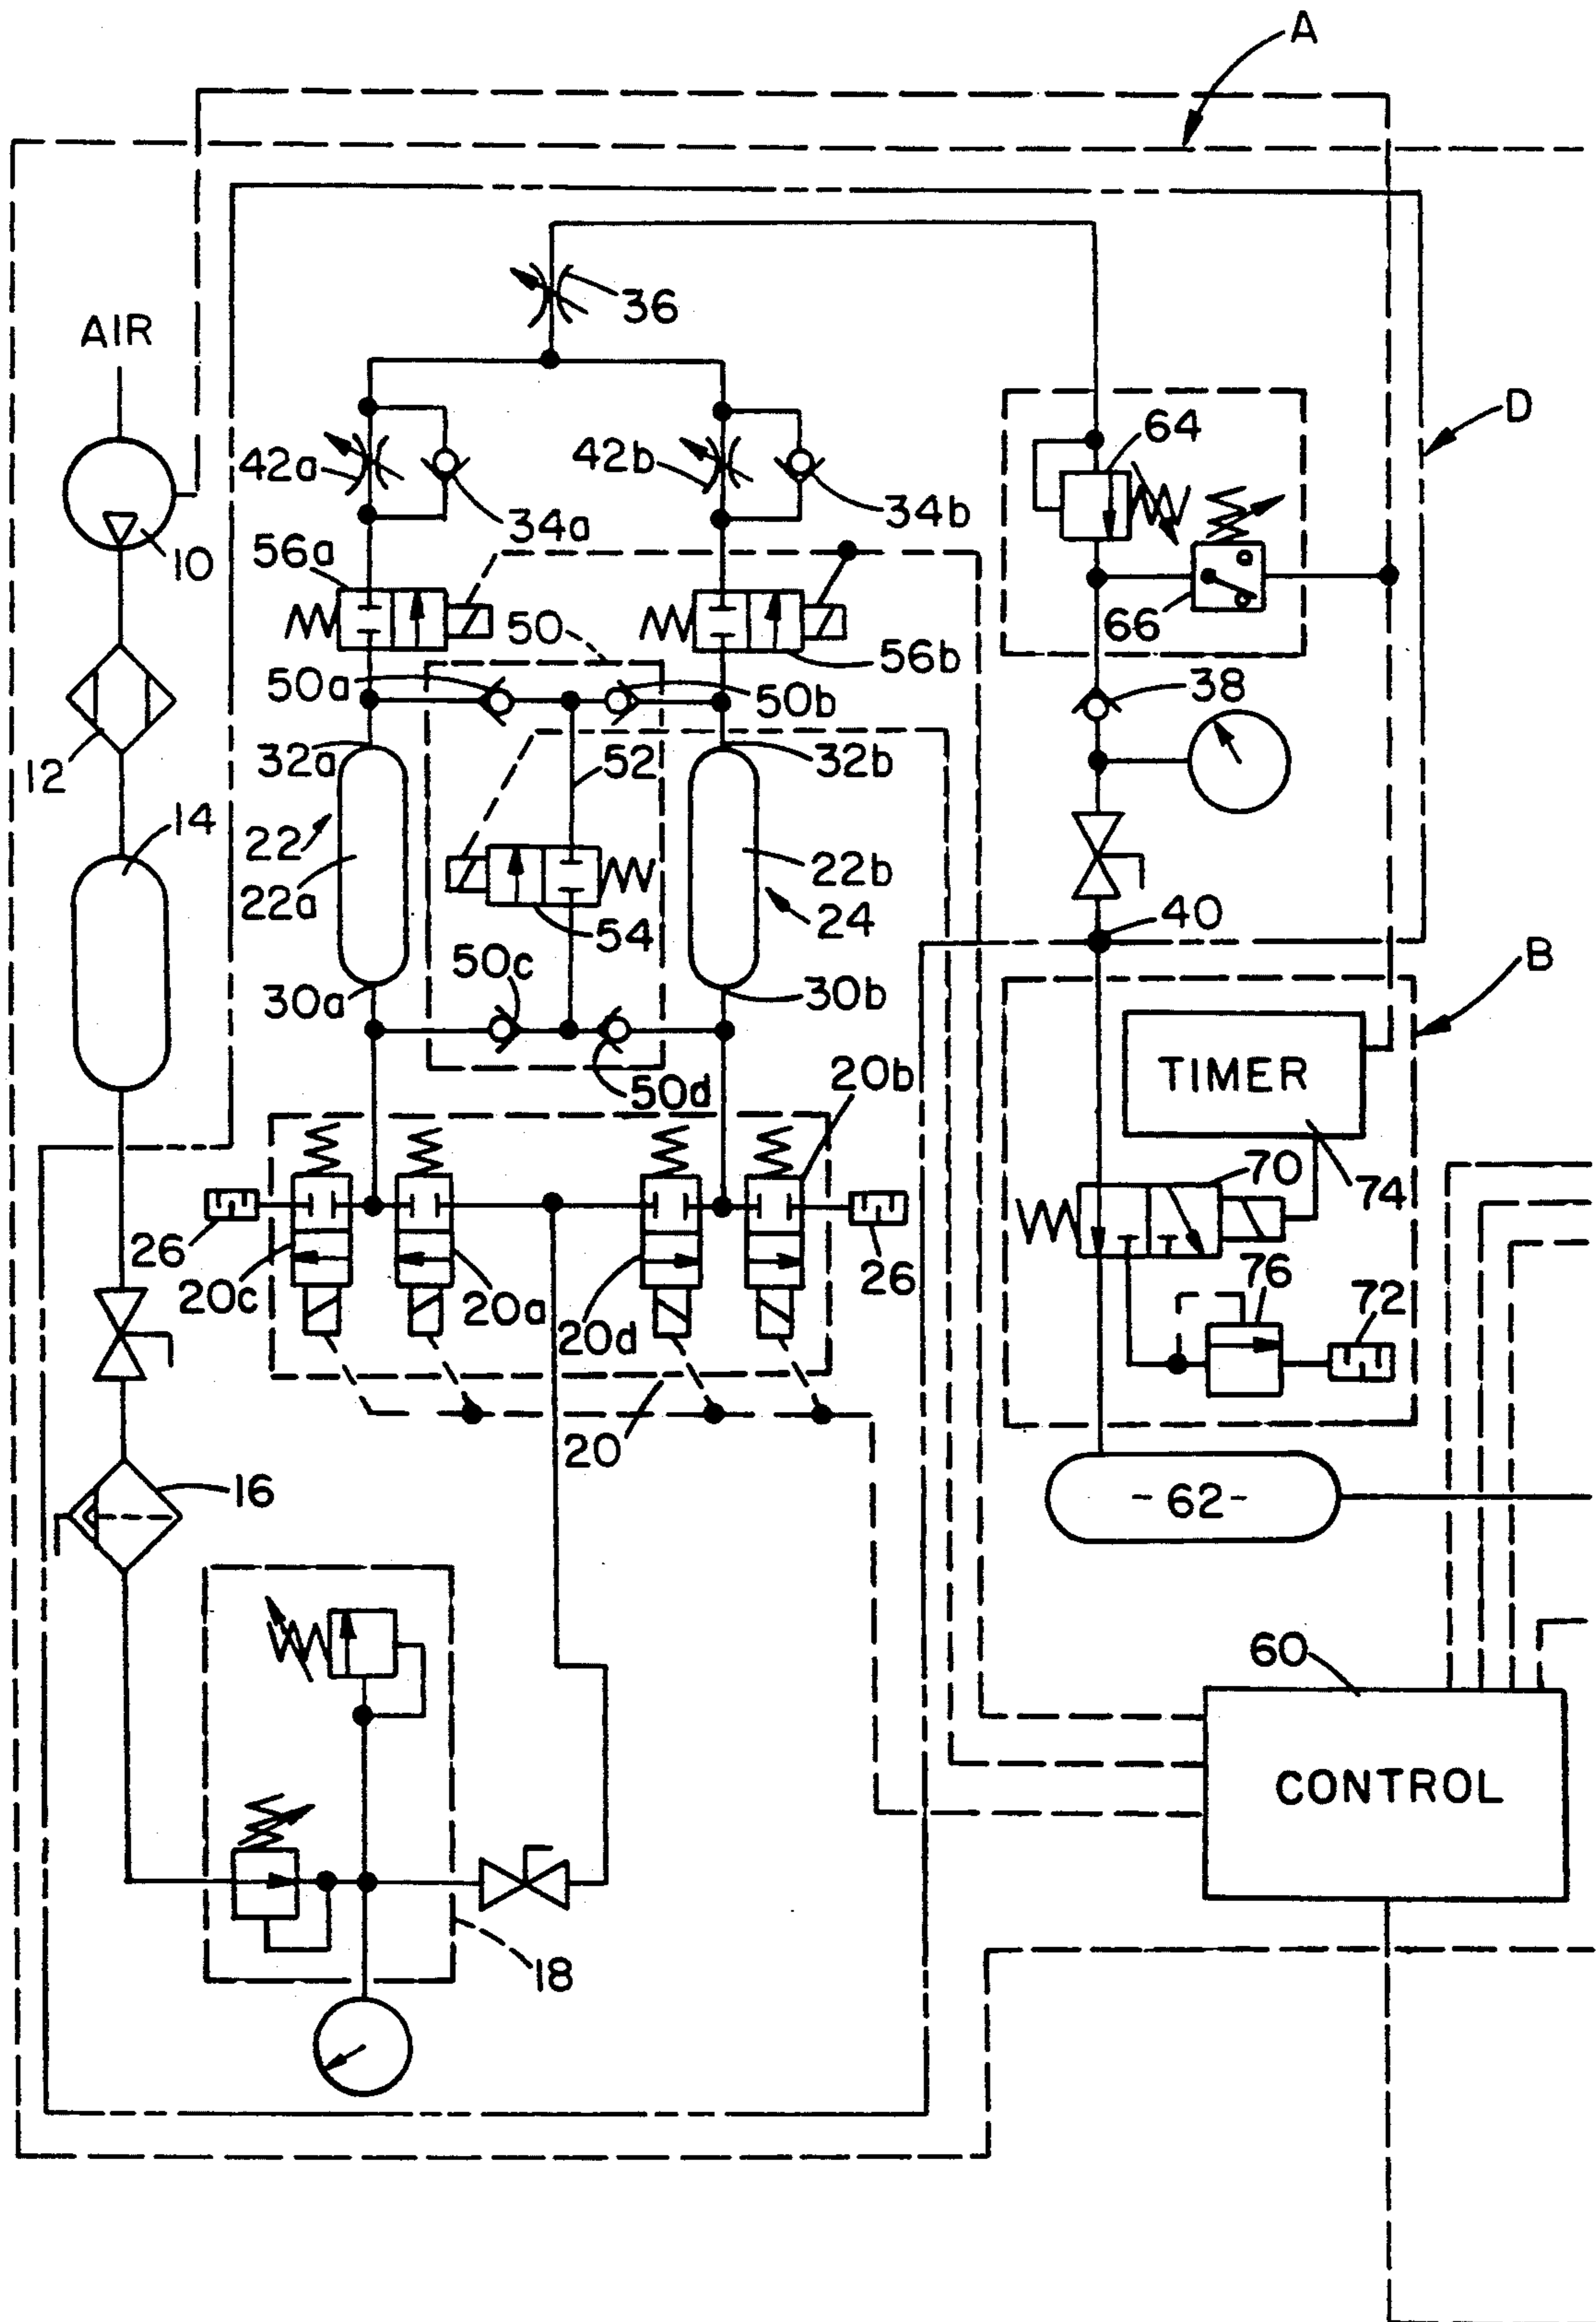 A
36
AIR
D
64
42a
42b
34a
34b
10
56a
50
66
56b
50a
50b
38
12
32a
52
32b
14
22
22a
22b
24
54
40
50c
B
30a
30b
TIMER
50d
20b
70
74
26
26
20c
20a
20d
76
72
20
16
-62-
60
CONTROL
18